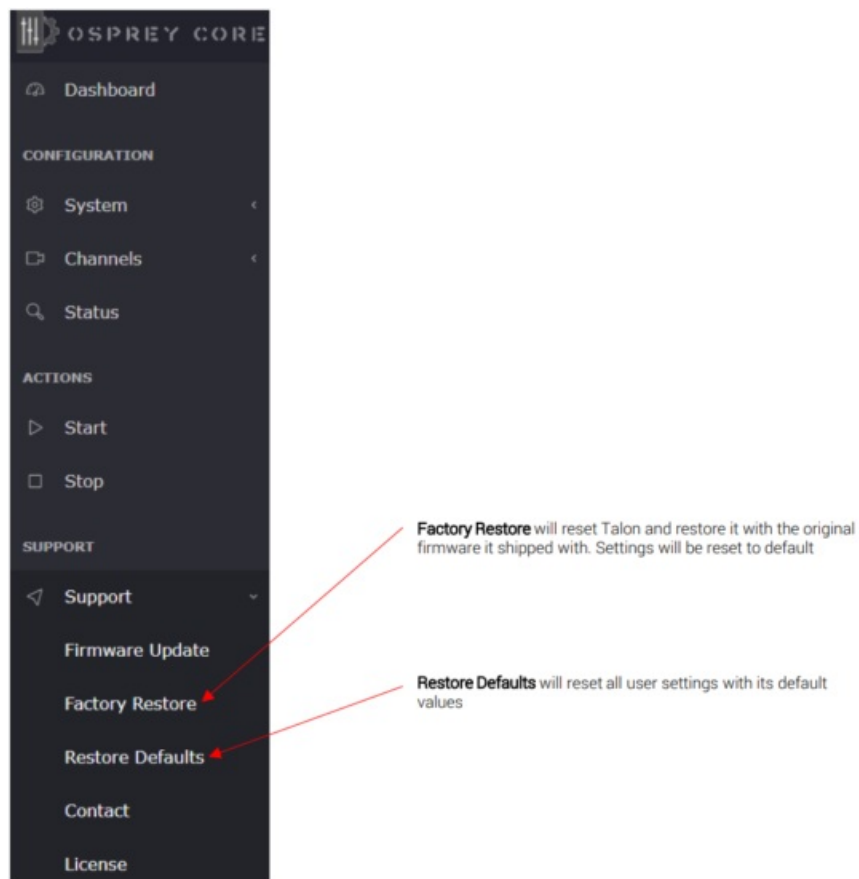 OSPREY CORE
Dashboard
CONFIGURATION
System
Channels
Status
ACTIONS
Start
Stop
SUPPORT
Support
Firmware Update
Factory Restore
Restore Defaults
Contact
License
Factory Restore will reset Talon and restore it with the original
firmware it shipped with. Settings will be reset to default
Restore Defaults will reset all user settings with its default
values